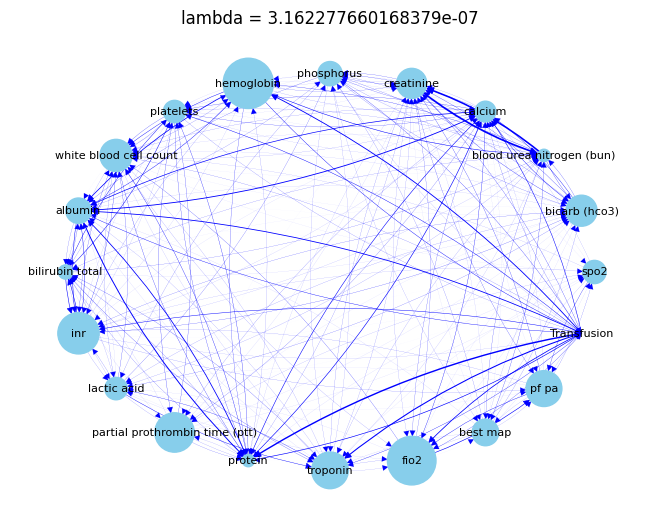 lambda = 3.162277660168379e-07
phosphorus
hemoglobin
creatinine
platelets
calcium
white blood cell count
blood urea nitrogen (bun)
albumin
bicarb (hco3)
bilirubin total
spo2
inr
Transfusion
lactic acid
pf pa
partial prothrombin time (ptt)
best map
protein
fio2
troponin